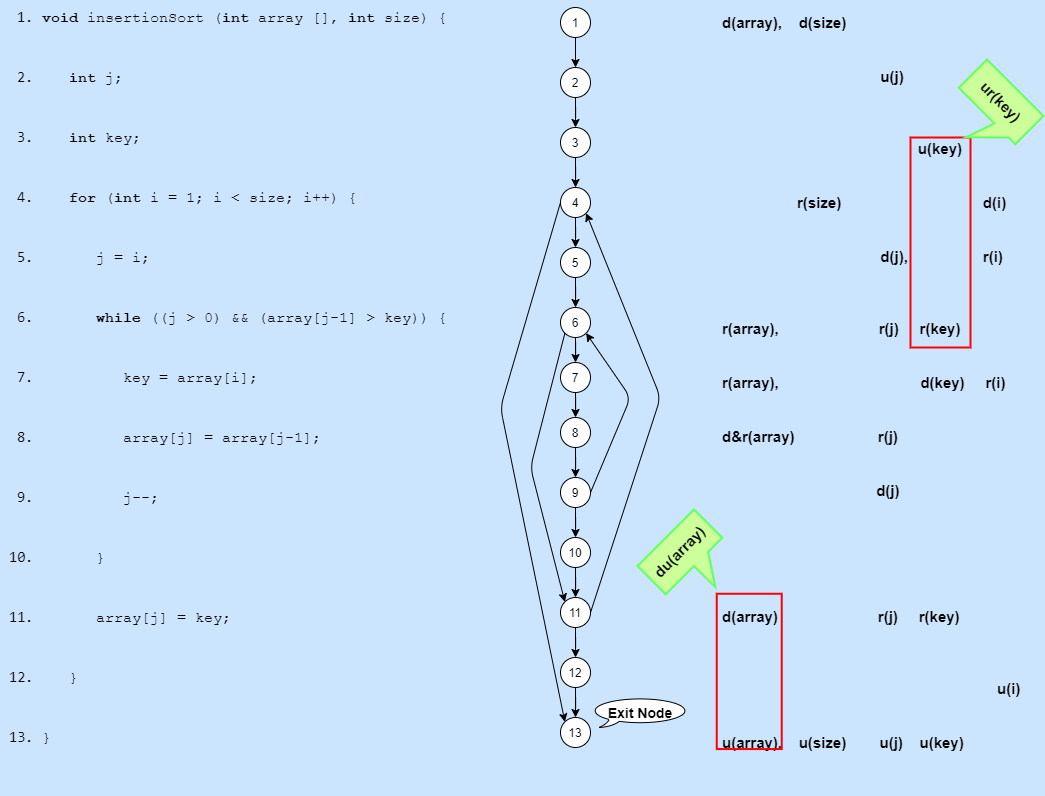 1. void insertionSort (int array [], int size) { 1 d(array), d(size)
2. int j; 2 u(j)
ur(key)
3. int key; 3 u(key)
4. for (int i = 1; i < size; i++) { 4 r(size) d(i)
5. j = i; 5 d(j), r(i)
6. while ((j > 0) && (array[j-1] > key)) { 6 r(array), r(j) r(key)
7. key = array[i]; 7 r(array), d(key) r(i)
8. array[j] = array[j-1]; 8 d&r(array) r(j)
9. j--; 9 d(j)
10. } 10
du(array)
11. array[j] = key; 11 d(array) r(j) r(key)
12. } 12 u(i)
Exit Node
13. } 13 u(array), u(size) u(j) u(key)